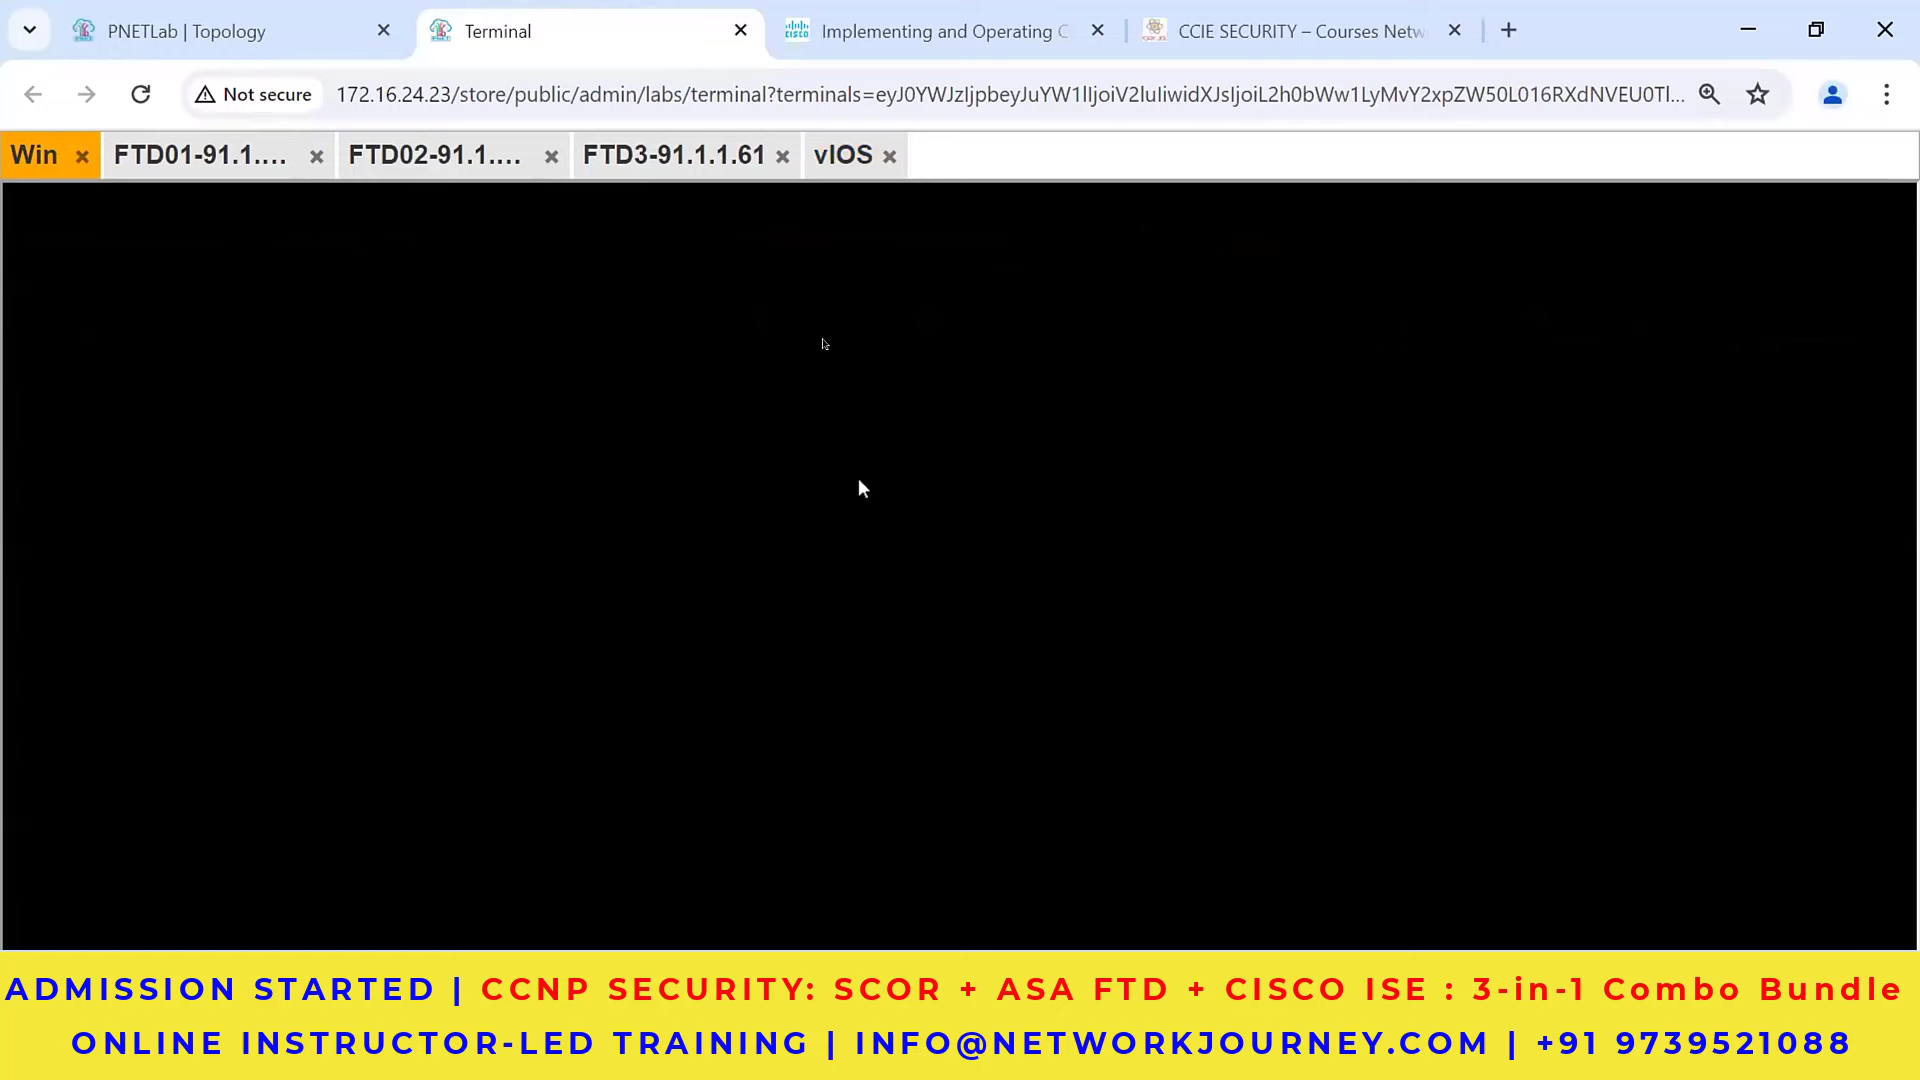 PNETLab | Topology
Terminal
Implementing and Operating C
CCIE SECURITY – Courses Netw
Not secure
172.16.24.23/store/public/admin/labs/terminal?terminals=eyJ0YWJzIjpbeyJuYW1lIjoiV2luIiwidXJsIjoiL2h0bWw1LyMvY2xpZW50L016RXdNVEU0Tl...
Win
FTD01-91.1....
FTD02-91.1....
FTD3-91.1.1.61
vIOS
ADMISSION STARTED | CCNP SECURITY: SCOR + ASA FTD + CISCO ISE : 3-in-1 Combo Bundle
ONLINE INSTRUCTOR-LED TRAINING | INFO@NETWORKJOURNEY.COM | +91 9739521088